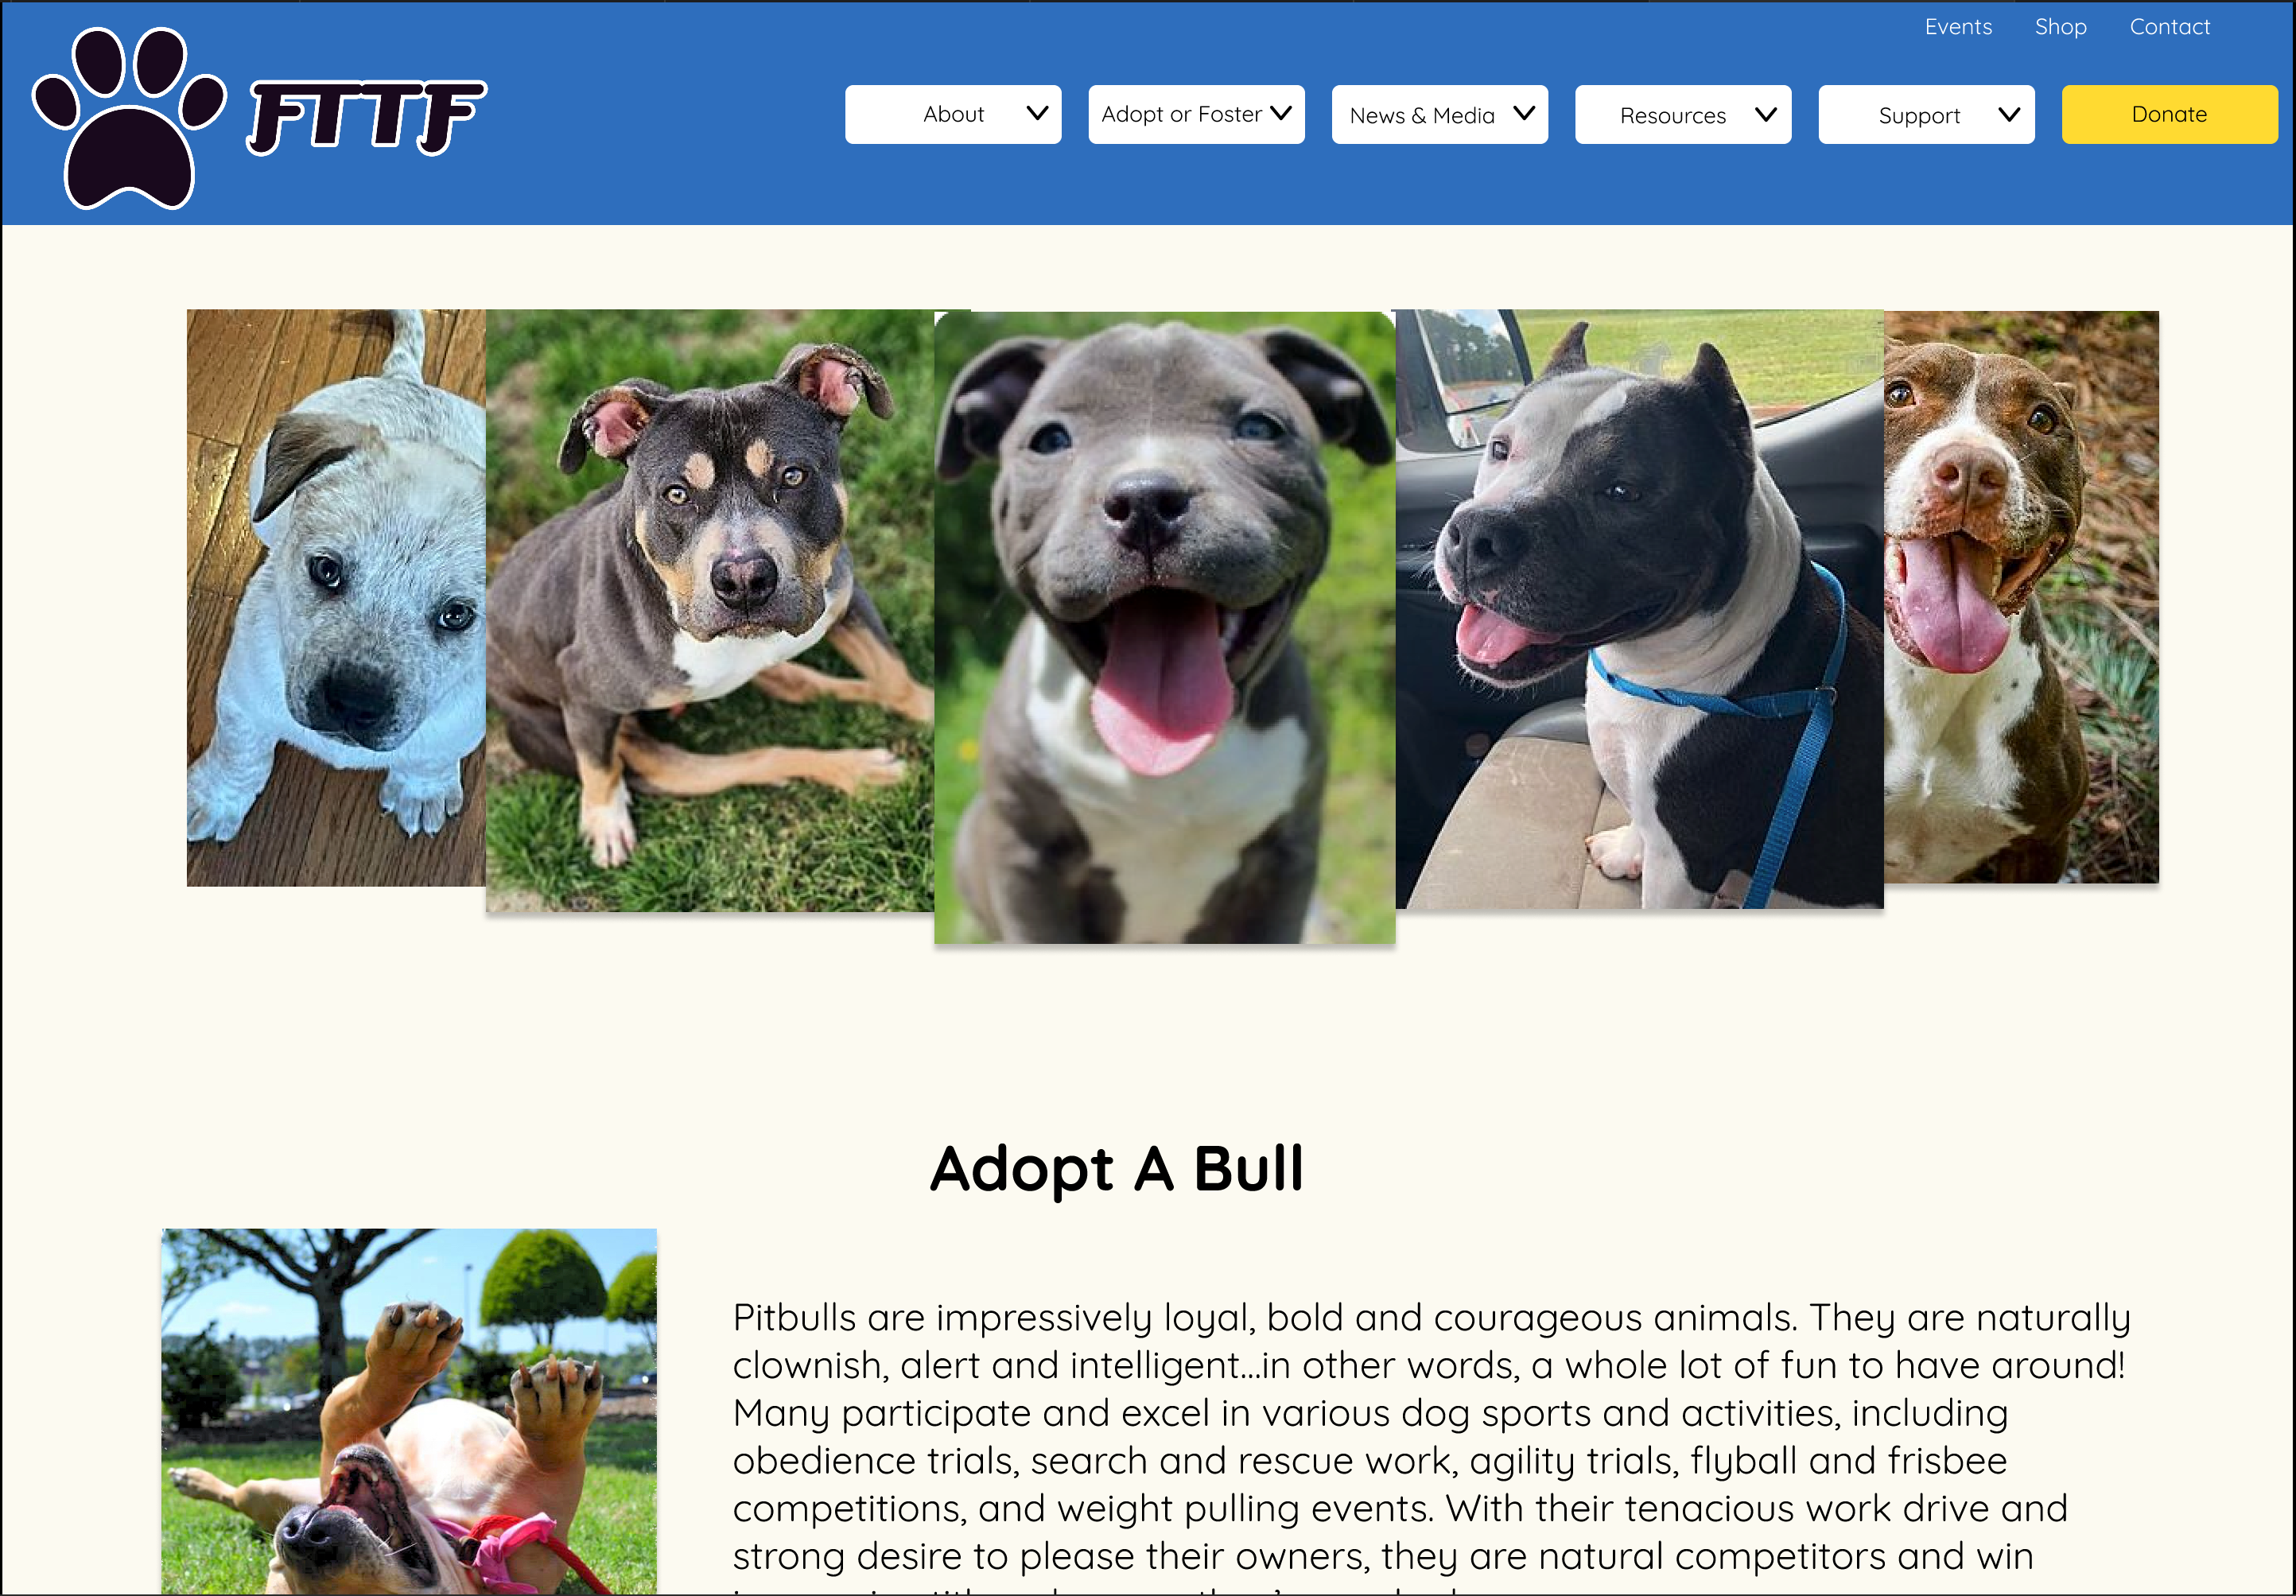 Events Shop Contact
FTTF
About Adopt or Foster News & Media Resources Support Donate
Adopt A Bull
Pitbulls are impressively loyal, bold and courageous animals. They are naturally
clownish, alert and intelligent...in other words, a whole lot of fun to have around!
Many participate and excel in various dog sports and activities, including
obedience trials, search and rescue work, agility trials, flyball and frisbee
competitions, and weight pulling events. With their tenacious work drive and
strong desire to please their owners, they are natural competitors and win